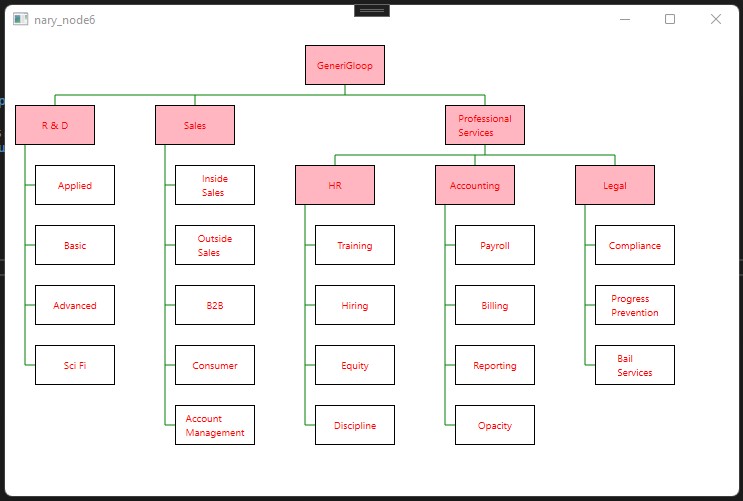 nary_node6
GeneriGloop
R & D
Sales
Professional
Services
Applied
Inside
Sales
HR
Accounting
Legal
Basic
Outside
Sales
Training
Payroll
Compliance
Advanced
B2B
Hiring
Billing
Progress
Prevention
Sci Fi
Consumer
Equity
Reporting
Bail
Services
Account
Management
Discipline
Opacity